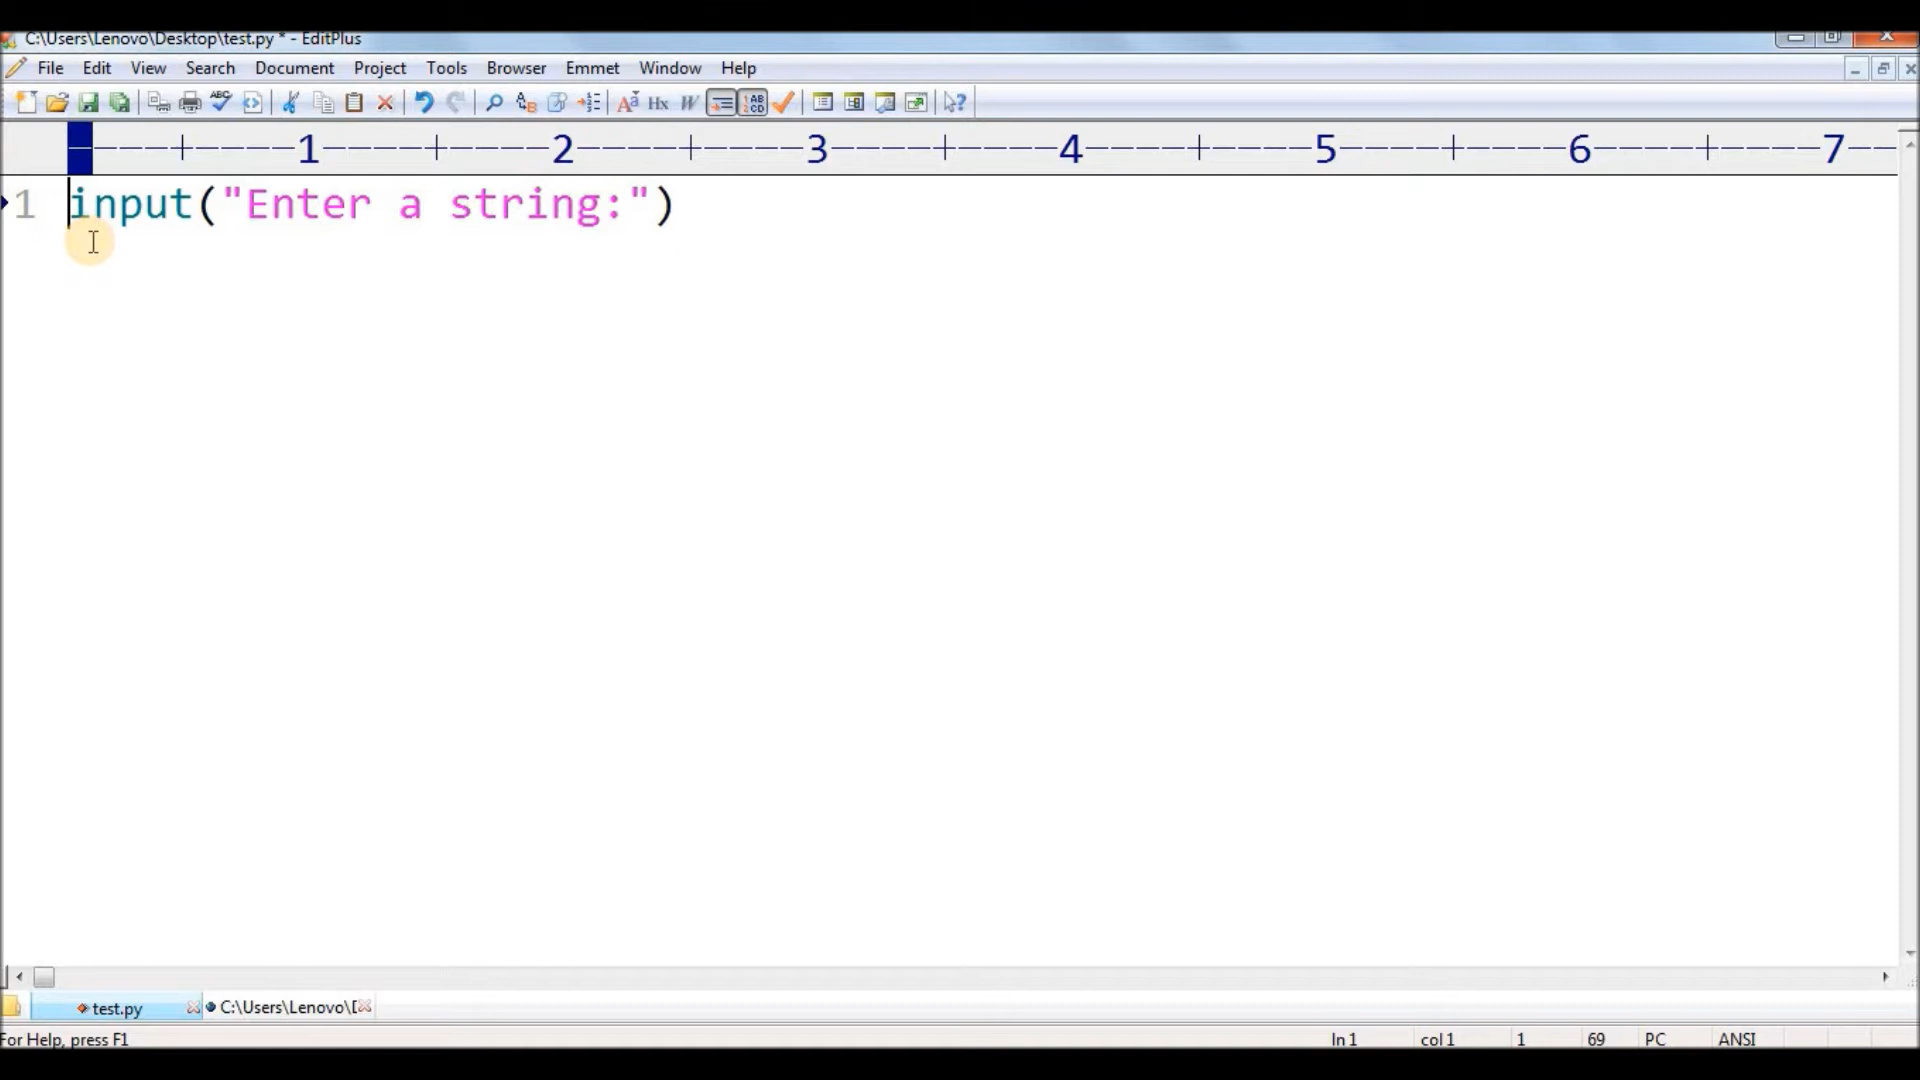 C:\Users\Lenovo\Desktop\test.py * - EditPlus
File Edit View Search Document Project Tools Browser Emmet Window Help
----+----1----+----2----+----3----+----4----+----5----+----6----+----7--
1 input("Enter a string:")
test.py C:\Users\Lenovo\[
For Help, press F1 ln 1 col 1 1 69 PC ANSI